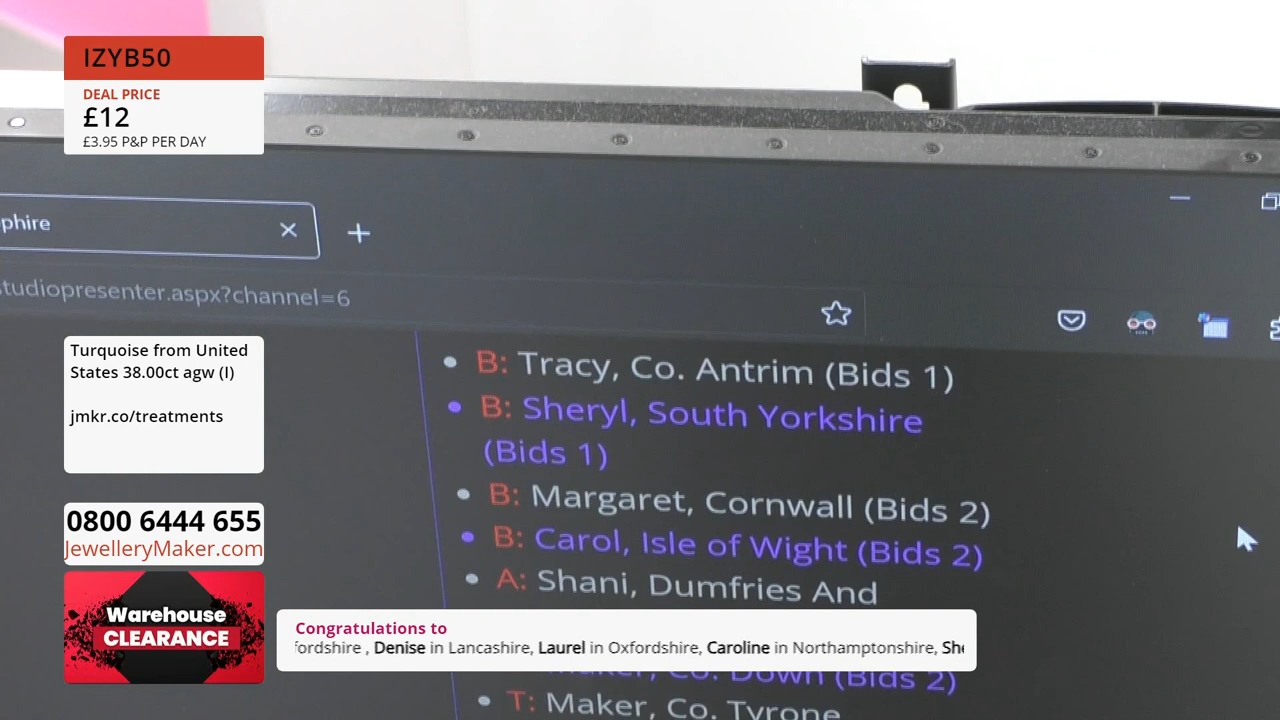 IZYB50
DEAL PRICE
£12
£3.95 P&P PER DAY
phire
studiopresenter.aspx?channel=6
Turquoise from United
States 38.00ct agw (I)
jmkr.co/treatments
B: Tracy, Co. Antrim (Bids 1)
B: Sheryl, South Yorkshire
(Bids 1)
B: Margaret, Cornwall (Bids 2)
B: Carol, Isle of Wight (Bids 2)
A: Shani, Dumfries And
Maker, Co. Down (Bids 2)
T: Maker, Co. Tyrone
0800 6444 655
JewelleryMaker.com
Warehouse
CLEARANCE
Congratulations to
fordshire , Denise in Lancashire, Laurel in Oxfordshire, Caroline in Northamptonshire, She